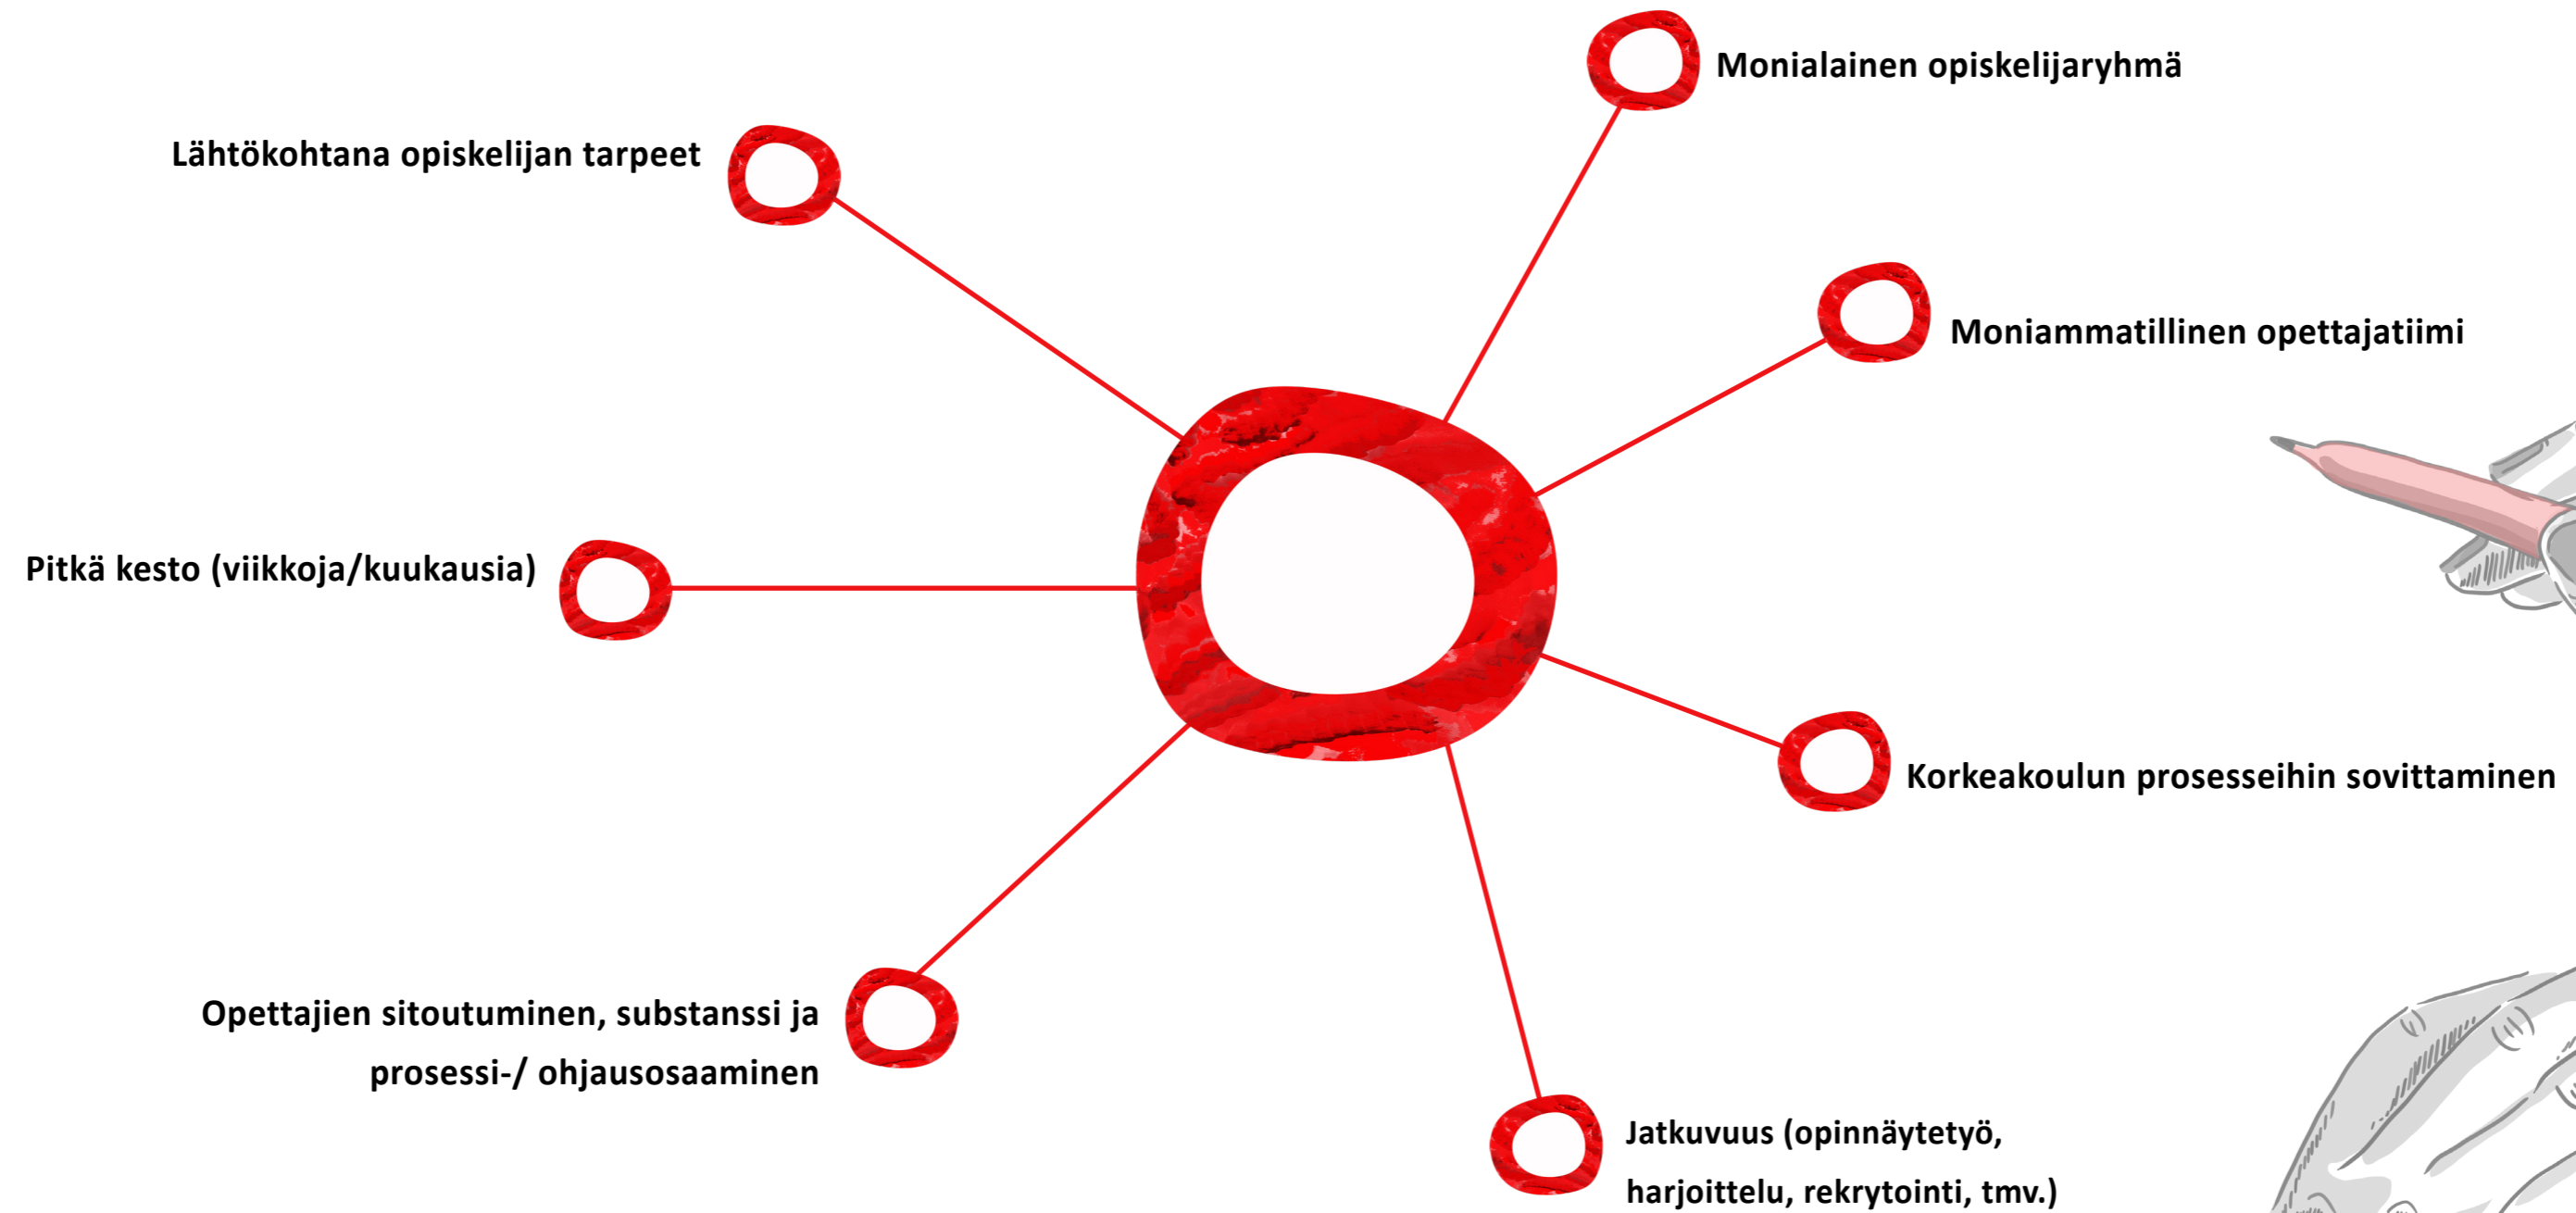 Monialainen opiskelijaryhmä
Lähtökohtana opiskelijan tarpeet
Moniammatillinen opettajatiimi
Pitkä kesto (viikkoja/kuukausia)
Korkeakoulun prosesseihin sovittaminen
Opettajien sitoutuminen, substanssi ja
prosessi-/ ohjausosaaminen
Jatkuvuus (opinnäytetyö,
harjoittelu, rekrytointi, tmv.)